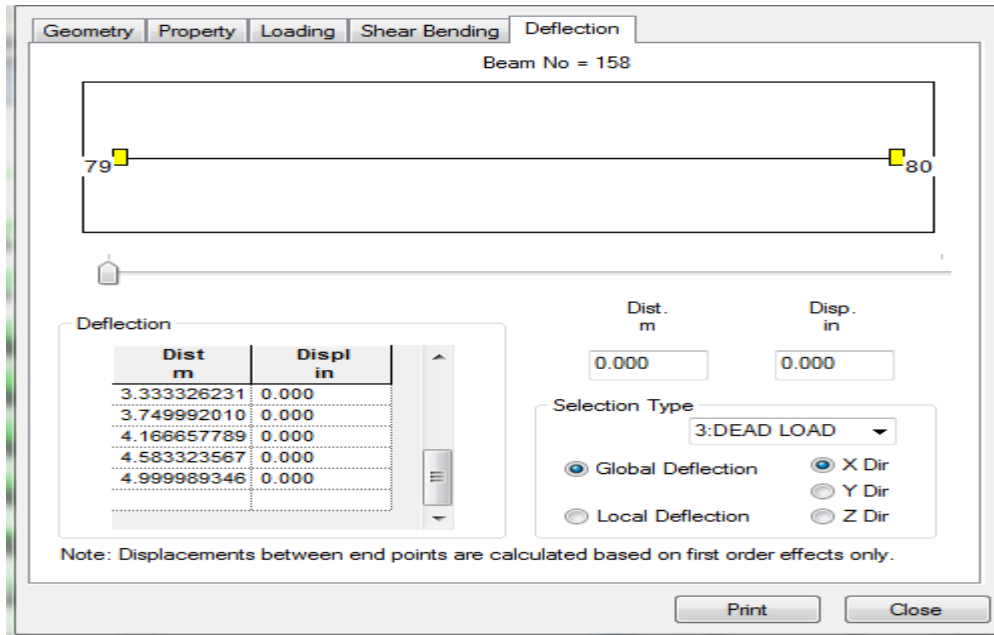 Geometry Property Loading Shear Bending Deflection
Beam No = 158
79 80
Dist. Disp.
m in
0.000 0.000
Deflection
Dist Displ
m in
3.333326231 0.000
3.749992010 0.000
4.166657789 0.000
4.583323567 0.000
4.999989346 0.000
Selection Type
3:DEAD LOAD
Global Deflection X Dir
Y Dir
Local Deflection Z Dir
Note: Displacements between end points are calculated based on first order effects only.
Print Close